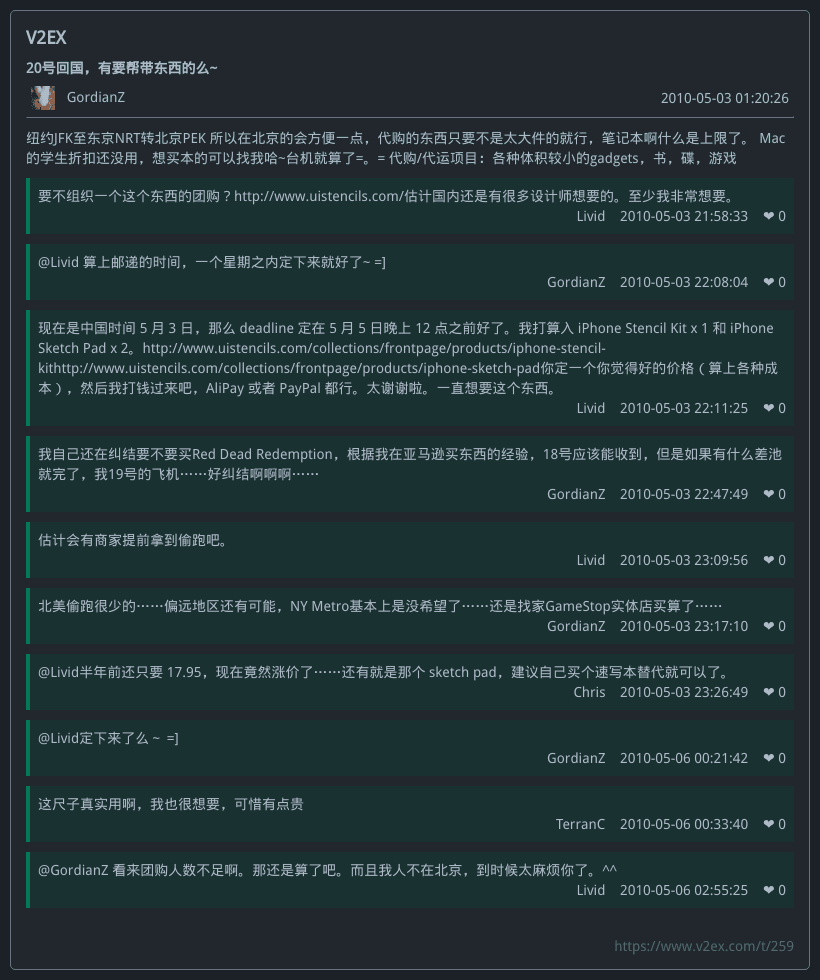 V2EX
20号回国，有要帮带东西的么~
GordianZ 2010-05-03 01:20:26
纽约JFK至东京NRT转北京PEK 所以在北京的会方便一点，代购的东西只要不是太大件的就行，笔记本啊什么是上限了。 Mac
的学生折扣还没用，想买本的可以找我哈~台机就算了=。= 代购/代运项目：各种体积较小的gadgets，书，碟，游戏
要不组织一个这个东西的团购？http://www.uistencils.com/估计国内还是有很多设计师想要的。至少我非常想要。
Livid 2010-05-03 21:58:33 ❤ 0
@Livid 算上邮递的时间，一个星期之内定下来就好了~ =]
GordianZ 2010-05-03 22:08:04 ❤ 0
现在是中国时间 5 月 3 日，那么 deadline 定在 5 月 5 日晚上 12 点之前好了。我打算入 iPhone Stencil Kit x 1 和 iPhone
Sketch Pad x 2。http://www.uistencils.com/collections/frontpage/products/iphone-stencil-
kithttp://www.uistencils.com/collections/frontpage/products/iphone-sketch-pad你定一个你觉得好的价格（算上各种成
本），然后我打钱过来吧，AliPay 或者 PayPal 都行。太谢谢啦。一直想要这个东西。
Livid 2010-05-03 22:11:25 ❤ 0
我自己还在纠结要不要买Red Dead Redemption，根据我在亚马逊买东西的经验，18号应该能收到，但是如果有什么差池
就完了，我19号的飞机……好纠结啊啊啊……
GordianZ 2010-05-03 22:47:49 ❤ 0
估计会有商家提前拿到偷跑吧。
Livid 2010-05-03 23:09:56 ❤ 0
北美偷跑很少的……偏远地区还有可能，NY Metro基本上是没希望了……还是找家GameStop实体店买算了……
GordianZ 2010-05-03 23:17:10 ❤ 0
@Livid半年前还只要 17.95，现在竟然涨价了……还有就是那个 sketch pad，建议自己买个速写本替代就可以了。
Chris 2010-05-03 23:26:49 ❤ 0
@Livid定下来了么 ~ =]
GordianZ 2010-05-06 00:21:42 ❤ 0
这尺子真实用啊，我也很想要，可惜有点贵
TerranC 2010-05-06 00:33:40 ❤ 0
@GordianZ 看来团购人数不足啊。那还是算了吧。而且我人不在北京，到时候太麻烦你了。^^
Livid 2010-05-06 02:55:25 ❤ 0
https://www.v2ex.com/t/259